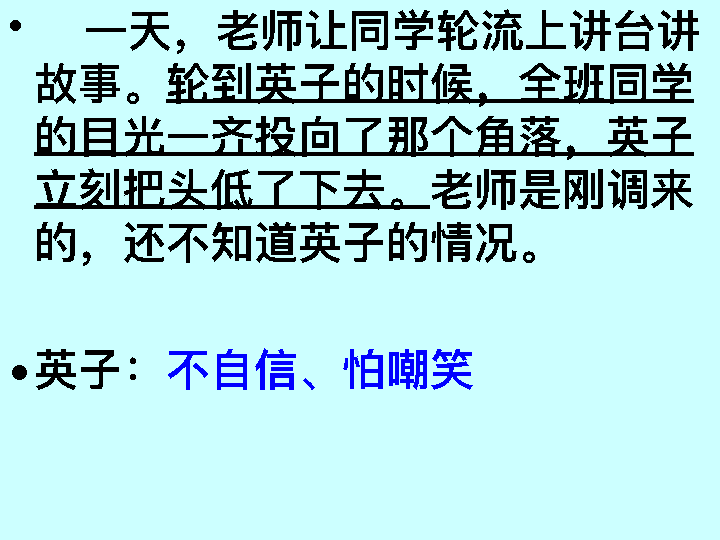 • 一天，老师让同学轮流上讲台讲
故事。轮到英子的时候，全班同学
的目光一齐投向了那个角落，英子
立刻把头低了下去。老师是刚调来
的，还不知道英子的情况。
•英子：不自信、怕嘲笑